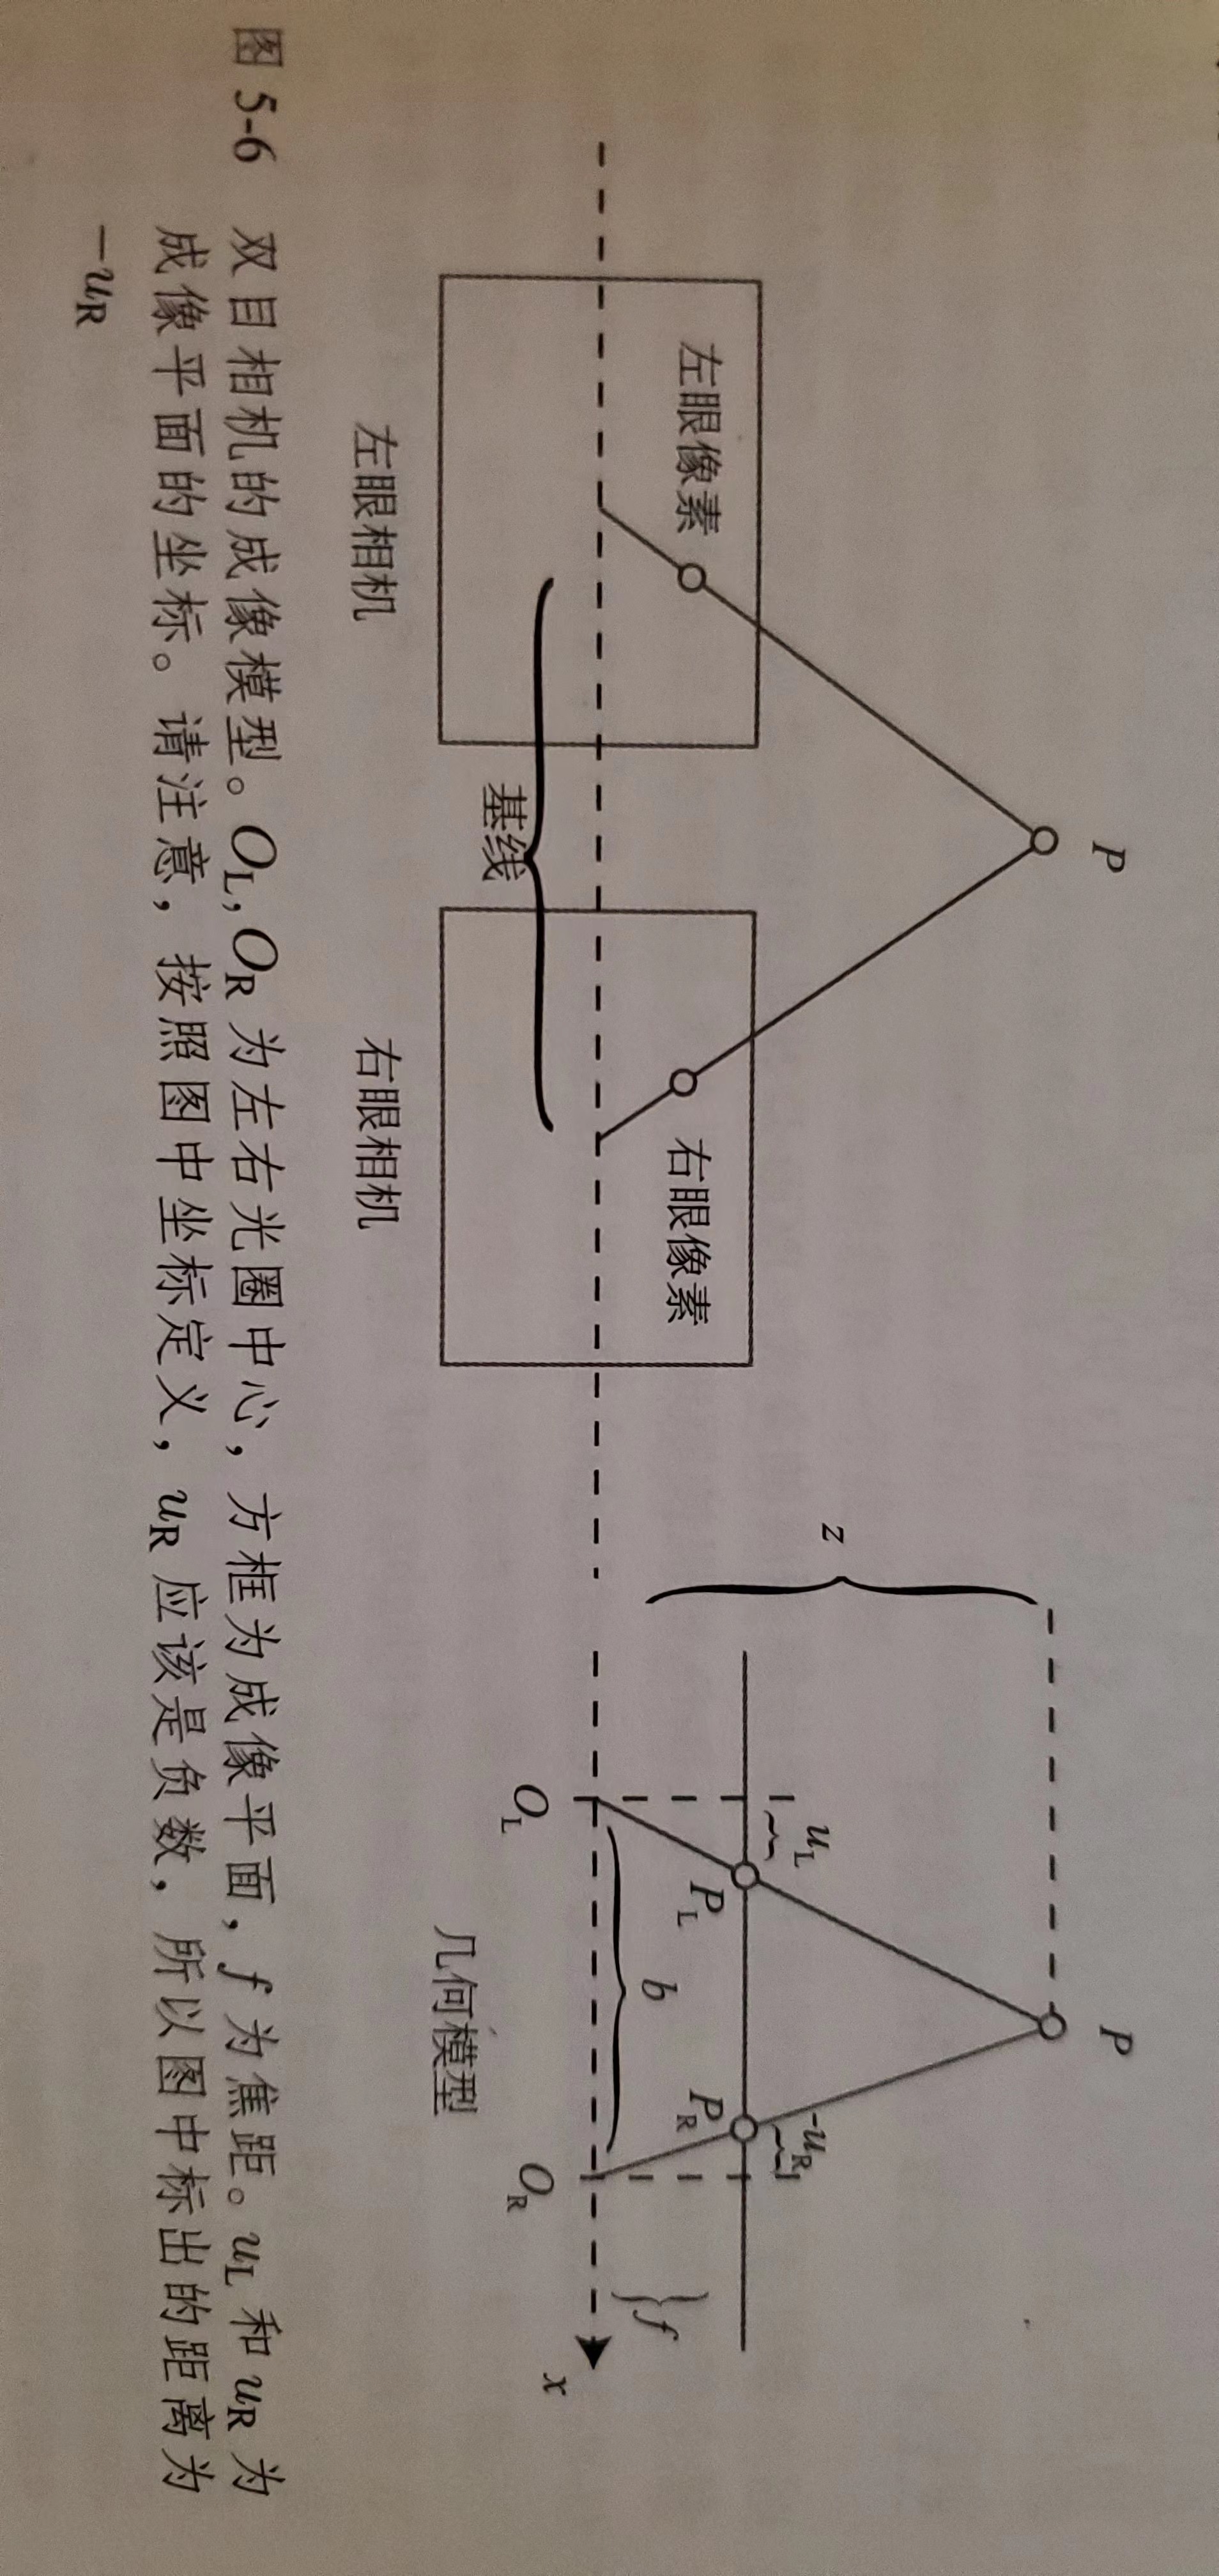 P
P
z
u_L
-u_R
左眼像素
右眼像素
P_L
P_R
b
f
x
O_L
O_R
基线
几何模型
左眼相机
右眼相机
图 5-6 双目相机的成像模型。O_L, O_R 为左右光圈中心，方框为成像平面，f 为焦距。u_L 和 u_R 为
成像平面的坐标。请注意，按照图中坐标定义，u_R 应该是负数，所以图中标出的距离为
−u_R